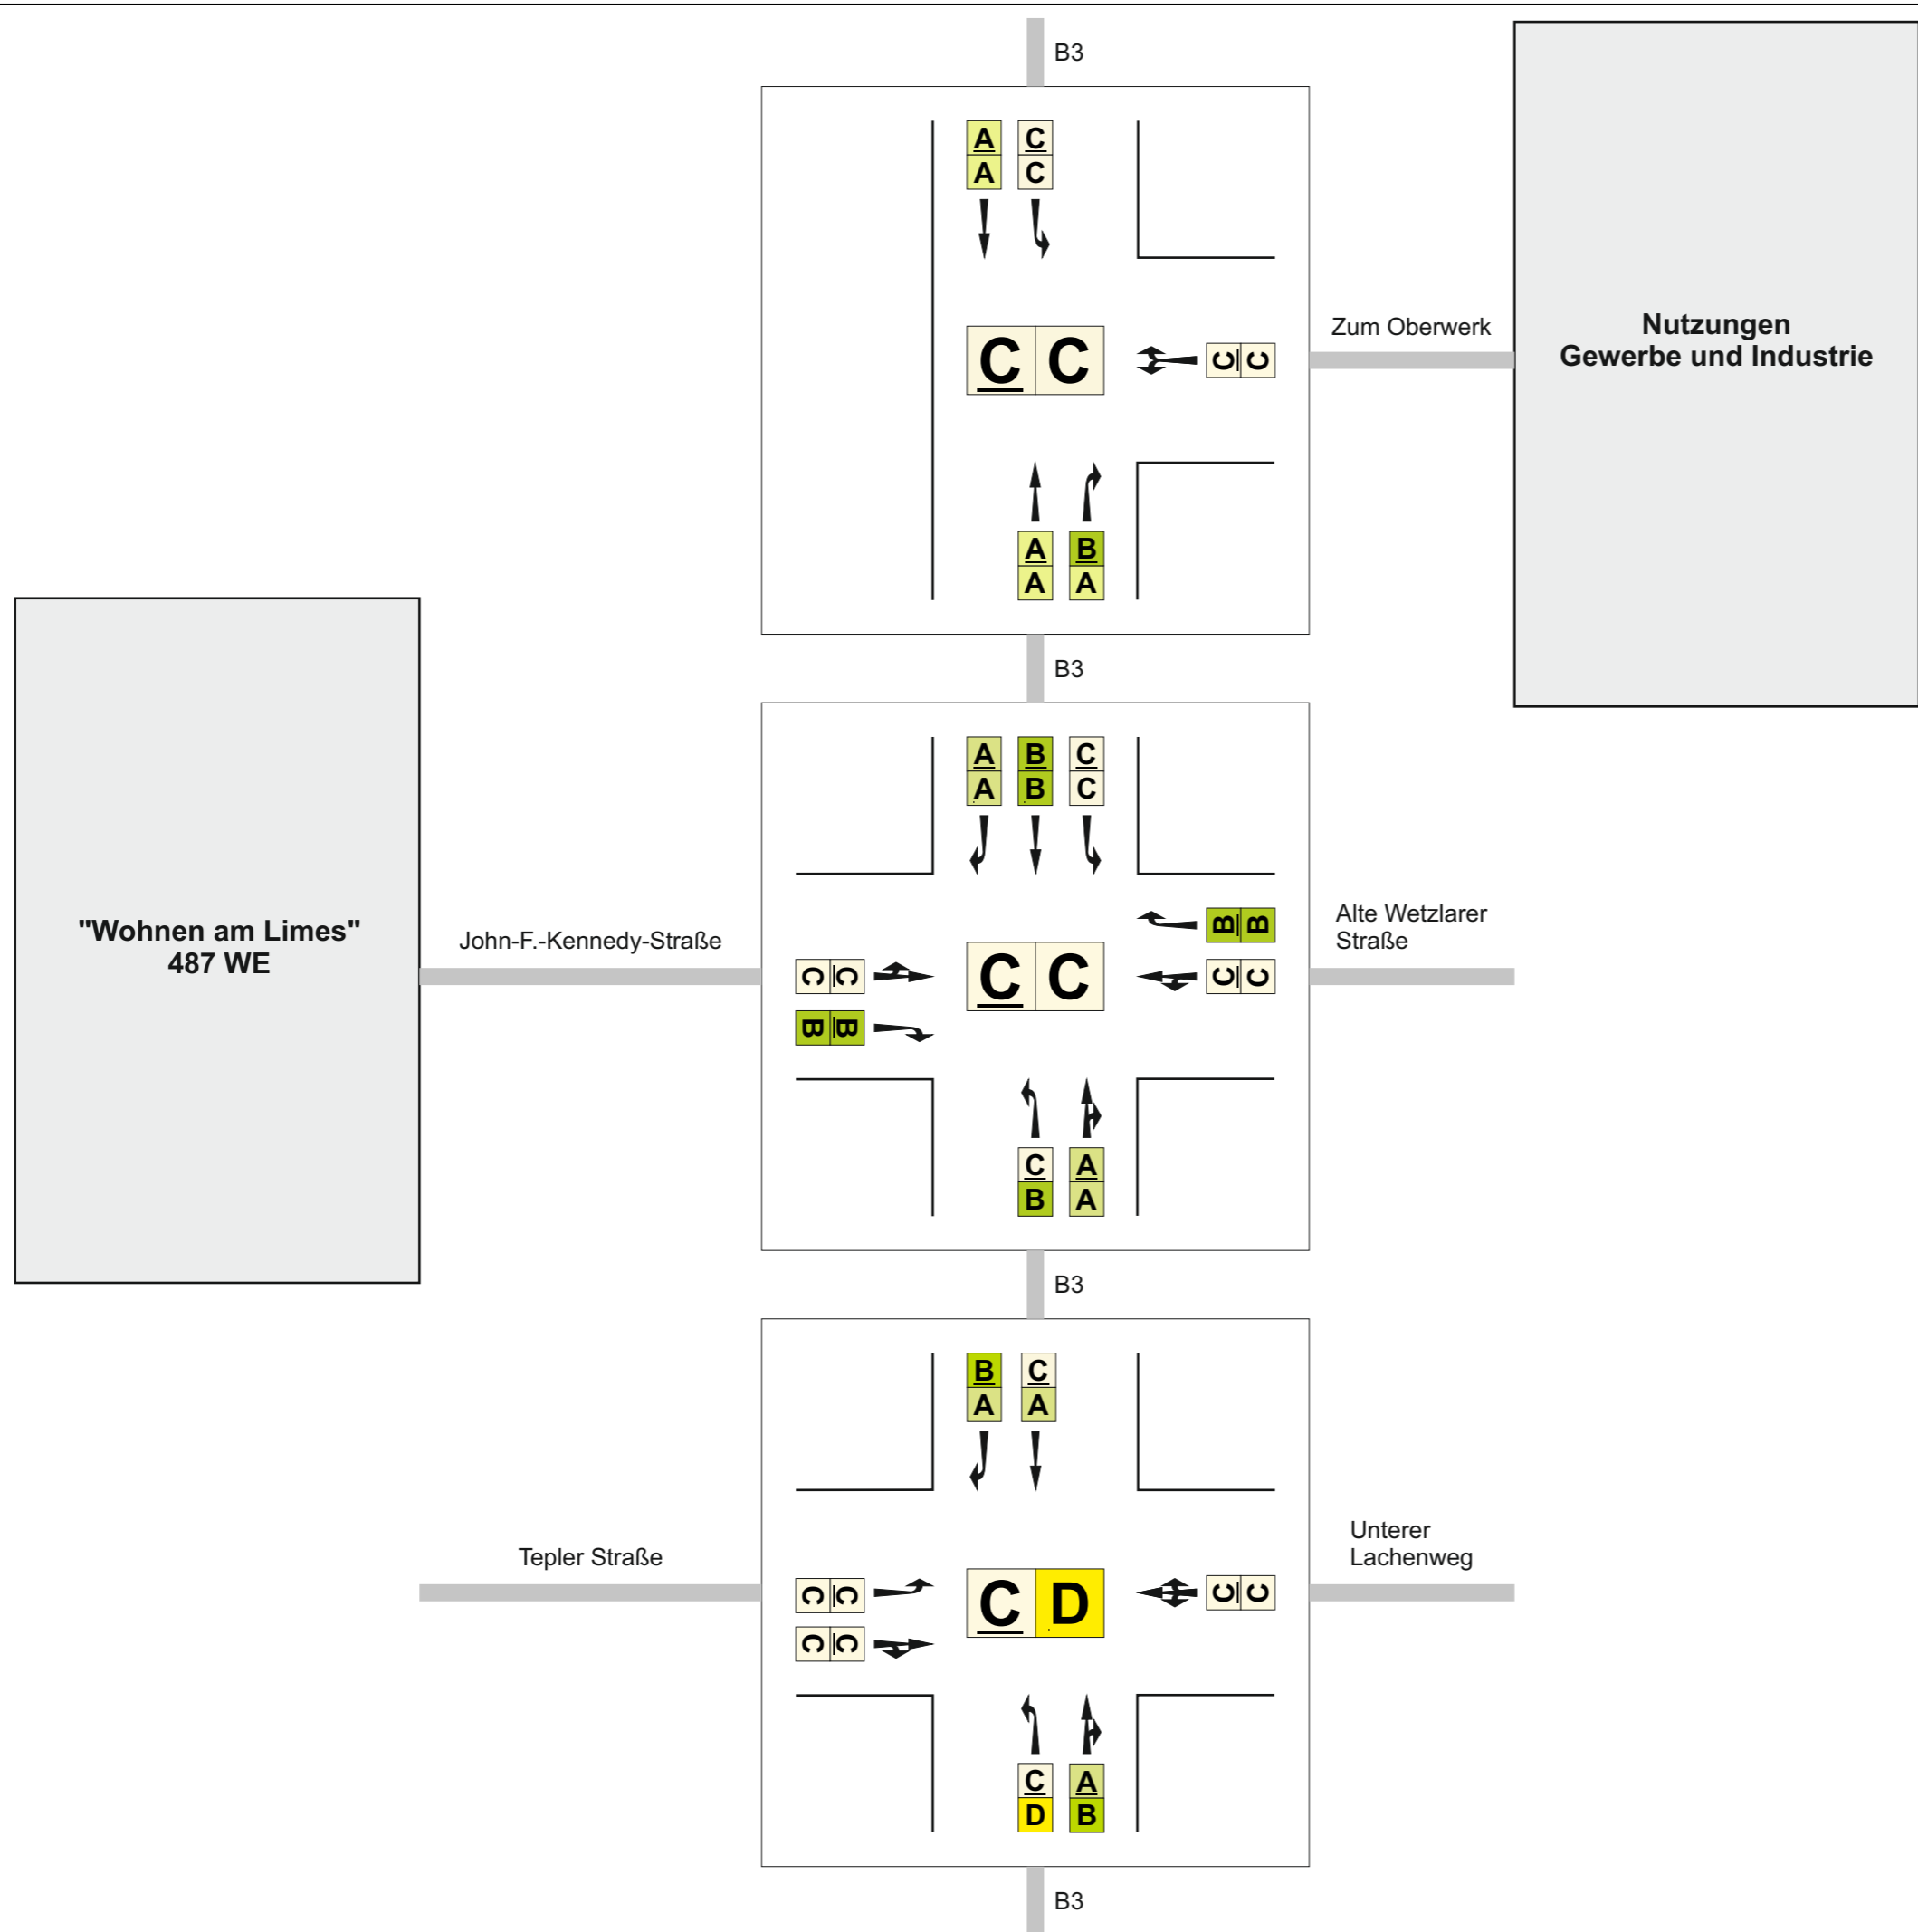 B3
A C
A C
Zum Oberwerk
Nutzungen
Gewerbe und Industrie
C C
C C
A B
A A
B3
A B C
A B C
"Wohnen am Limes"
487 WE
John-F.-Kennedy-Straße
Alte Wetzlarer
Straße
B B
C C
C C
C C
B B
C A
B A
B3
B C
A A
Tepler Straße
Unterer
Lachenweg
C C
C D
C C
C C
C A
D B
B3